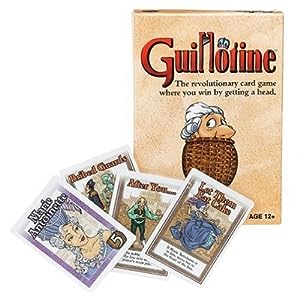 Guillotine
The revolutionary card game
where you win by getting a head.
AGE 12+
Marie Antoinette
5
Bribed Guards
After You...
Let Them
Eat Cake